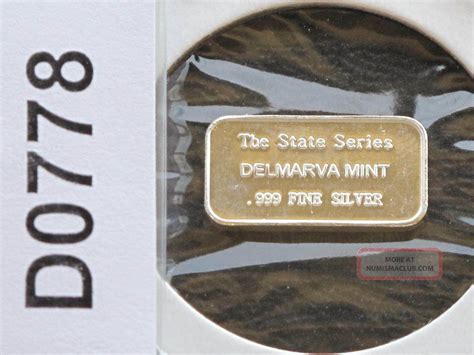 D0778
The State Series
DELMARVA MINT
.999 FINE SILVER
MORE AT
NUMISMACLUB.COM